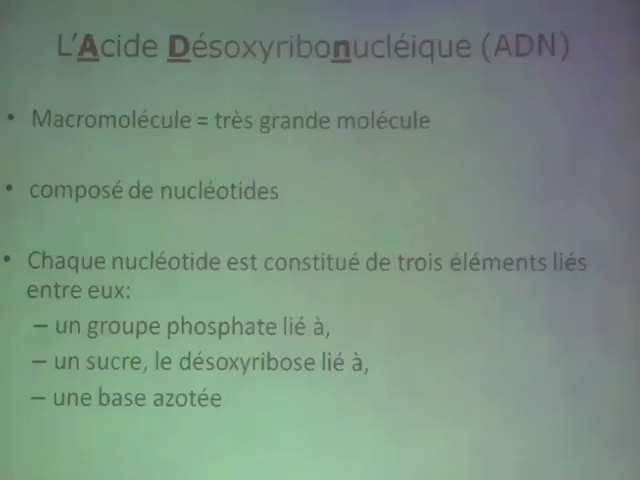 L'Acide Désoxyribonucléique (ADN)
• Macromolécule = très grande molécule
• composé de nucléotides
• Chaque nucléotide est constitué de trois éléments liés
entre eux:
– un groupe phosphate lié à,
– un sucre, le désoxyribose lié à,
– une base azotée